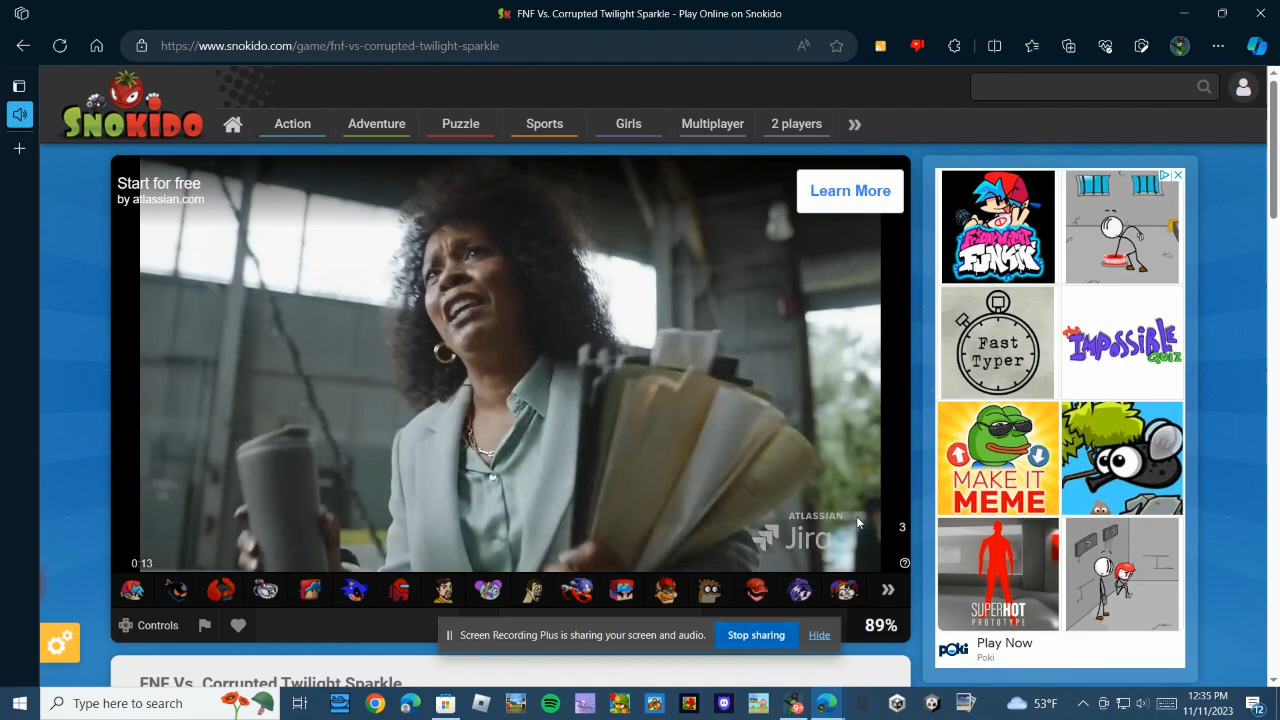 FNF Vs. Corrupted Twilight Sparkle - Play Online on Snokido
https://www.snokido.com/game/fnf-vs-corrupted-twilight-sparkle
SNOKIDO
Action
Adventure
Puzzle
Sports
Girls
Multiplayer
2 players
Start for free
by atlassian.com
Learn More
ATLASSIAN
Jira
3
0:13
FRIDAY NIGHT
FUNKIN
Fast
Typer
the
IMPOSSIBLE
QUIZ
MAKE IT
MEME
SUPERHOT
PROTOTYPE
poki
Play Now
Poki
Controls
89%
Screen Recording Plus is sharing your screen and audio.
Stop sharing
Hide
FNF Vs. Corrupted Twilight Sparkle
Type here to search
9+
53°F
12:35 PM
11/11/2023
12